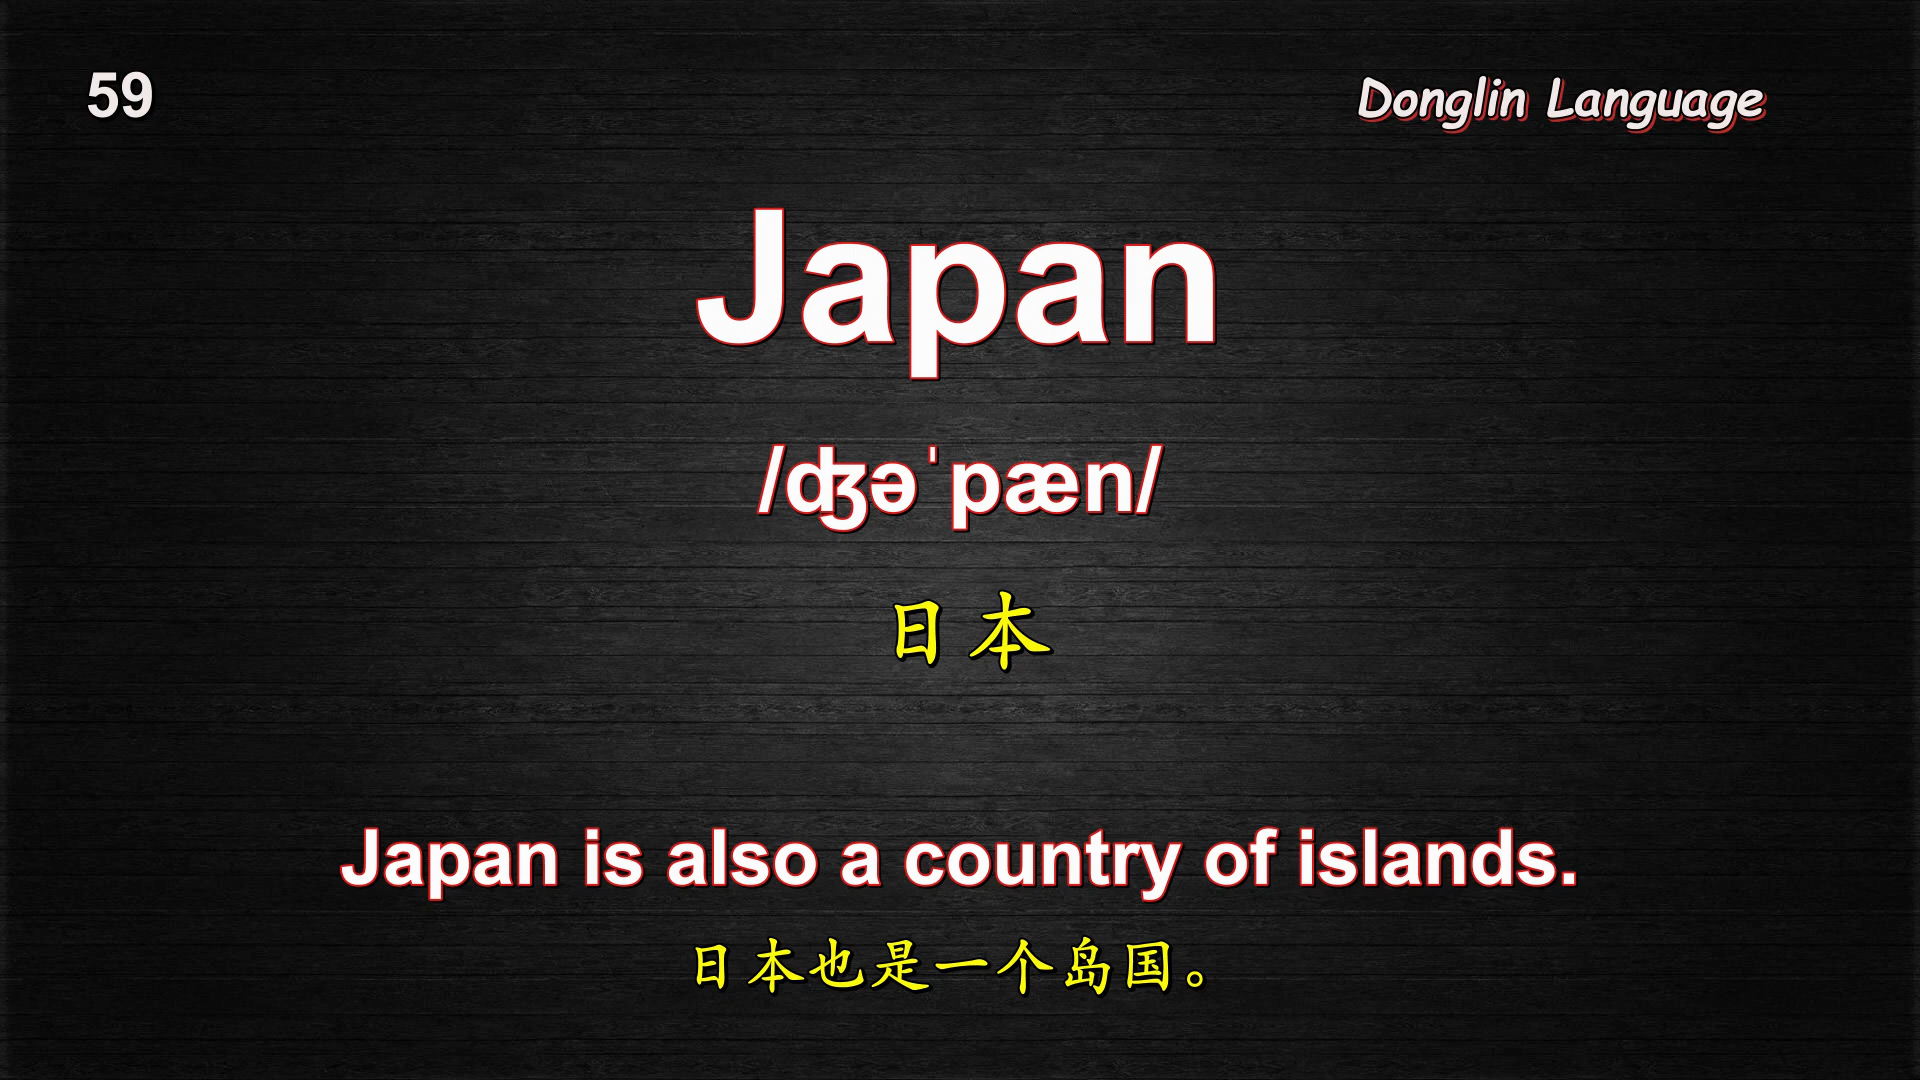 59
Donglin Language
Japan
/ʤəˈpæn/
日本
Japan is also a country of islands.
日本也是一个岛国。